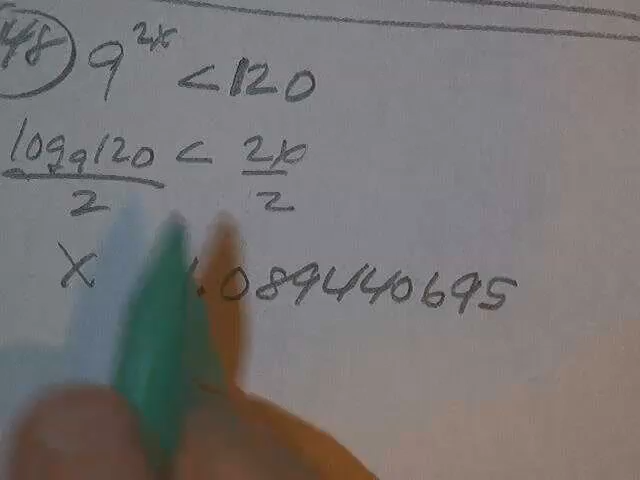 48 9^{2x} < 120
log₉120 < 2x
2 2
x .089440695